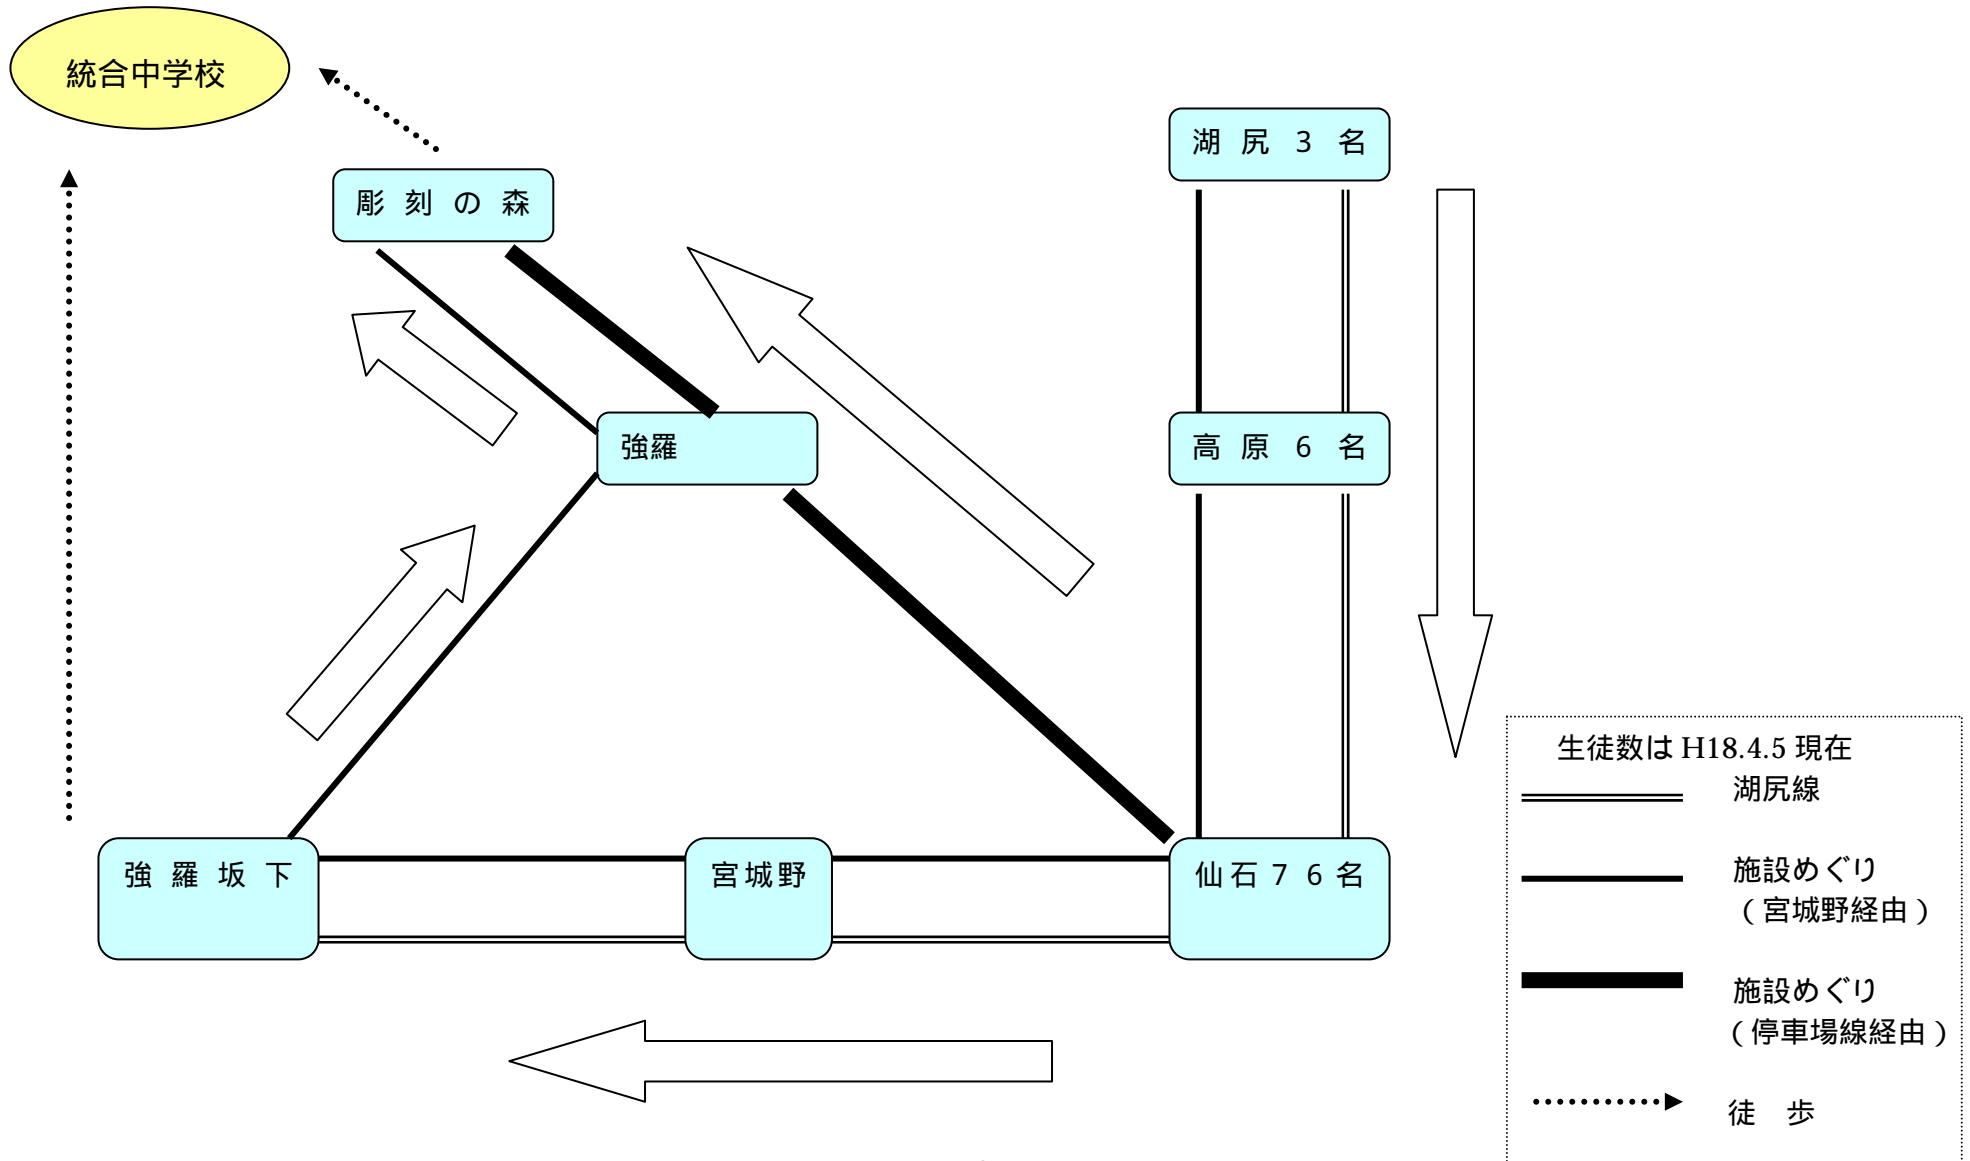 統合中学校
湖尻3名
彫刻の森
強羅
高原6名
強羅坂下
宮城野
仙石76名
生徒数はH18.4.5現在
湖尻線
施設めぐり
(宮城野経由)
施設めぐり
(停車場線経由)
徒　歩